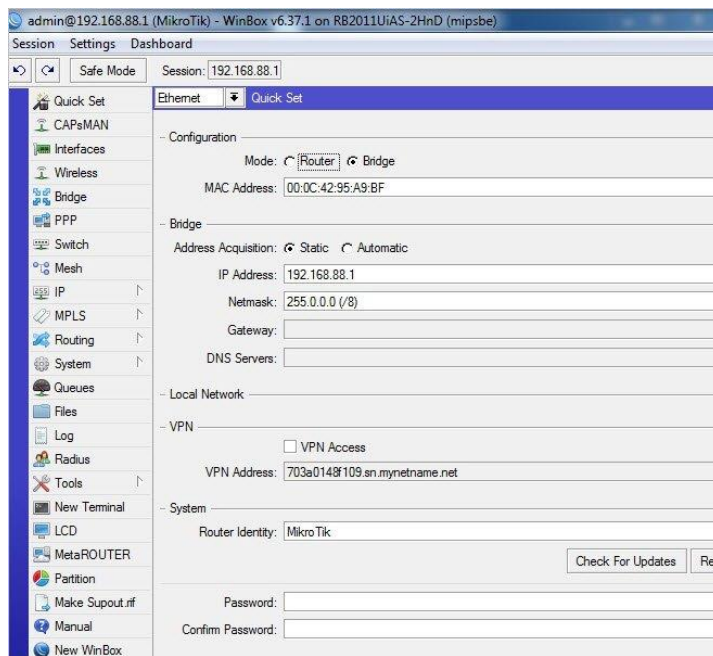 admin@192.168.88.1 (MikroTik) - WinBox v6.37.1 on RB2011UiAS-2HnD (mipsbe)
Session Settings Dashboard
Safe Mode Session: 192.168.88.1
Quick Set
CAPsMAN
Interfaces
Wireless
Bridge
PPP
Switch
Mesh
IP
MPLS
Routing
System
Queues
Files
Log
Radius
Tools
New Terminal
LCD
MetaROUTER
Partition
Make Supout.rif
Manual
New WinBox
Ethernet Quick Set
Configuration
Mode: Router Bridge
MAC Address: 00:0C:42:95:A9:BF
Bridge
Address Acquisition: Static Automatic
IP Address: 192.168.88.1
Netmask: 255.0.0.0 (/8)
Gateway:
DNS Servers:
Local Network
VPN
VPN Access
VPN Address: 703a0148f109.sn.mynetname.net
System
Router Identity: MikroTik
Check For Updates Re
Password:
Confirm Password: